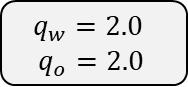 q_w = 2.0
q_o = 2.0